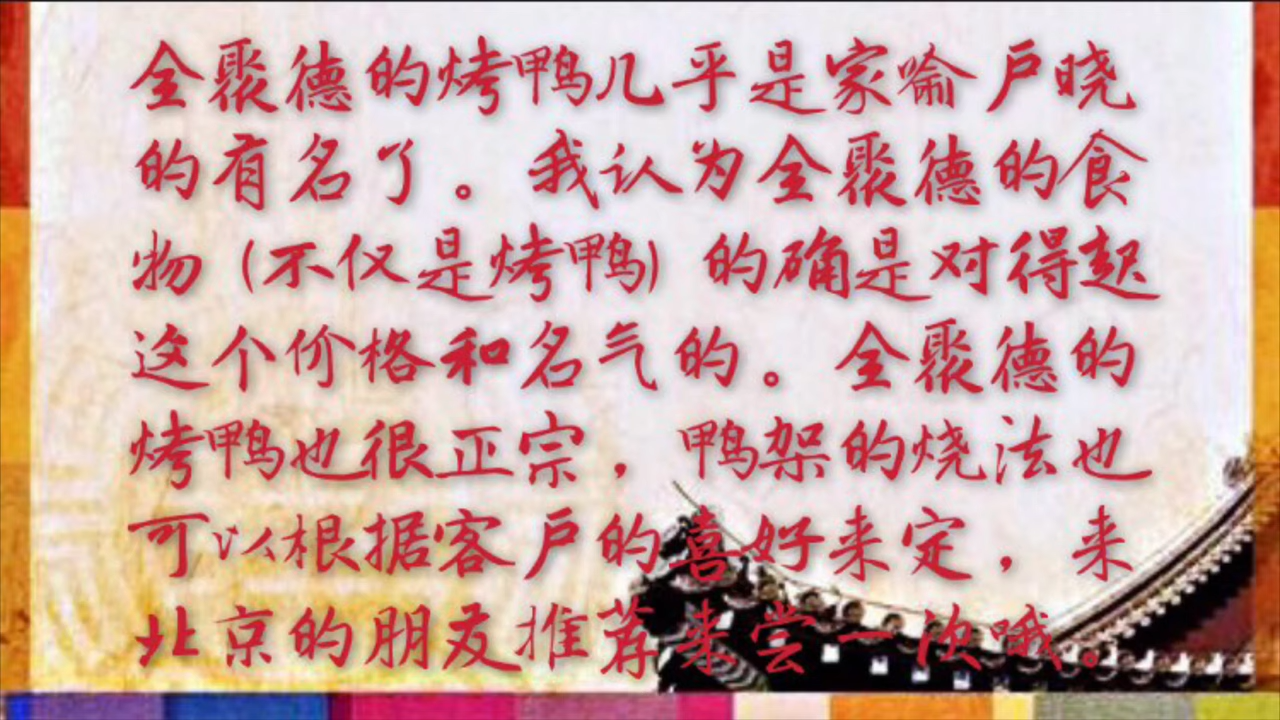 全聚德的烤鸭几乎是家喻户晓
的有名了。我认为全聚德的食
物（不仅是烤鸭）的确是对得起
这个价格和名气的。全聚德的
烤鸭也很正宗，鸭架的烧法也
可以根据客户的喜好来定，来
北京的朋友推荐来尝一次哦。